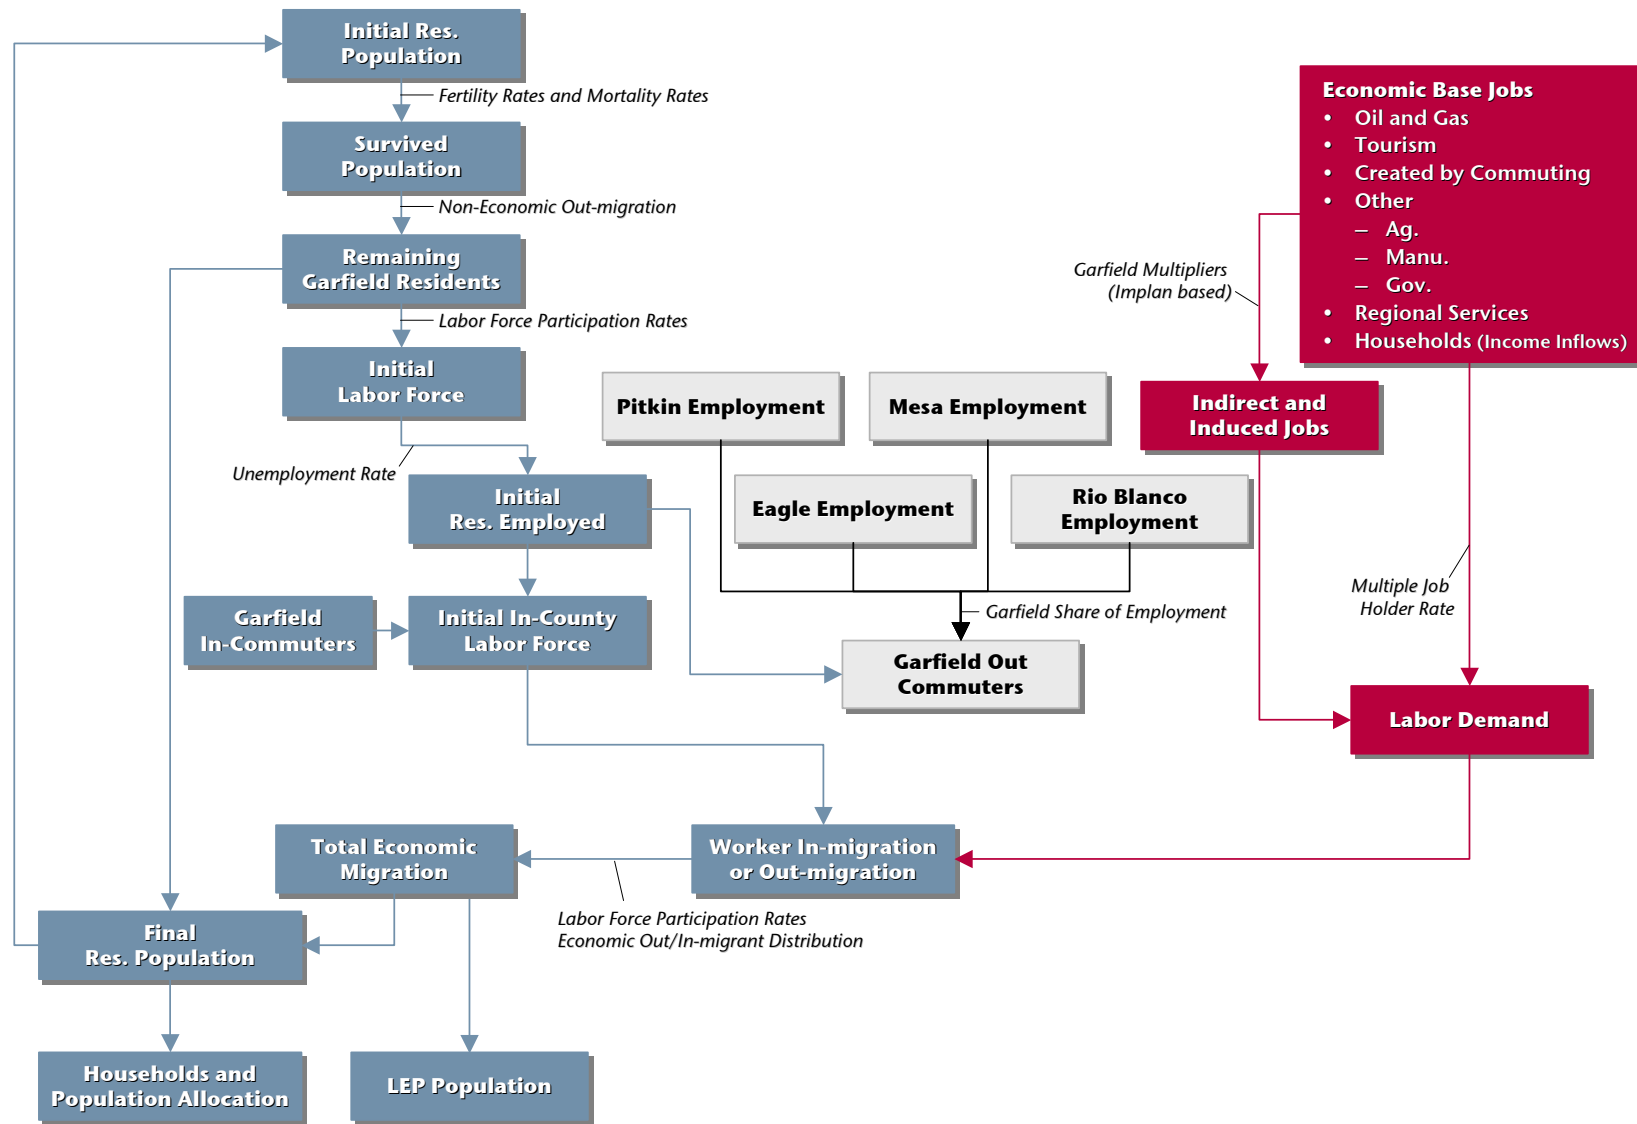 Initial Res.
Population
Fertility Rates and Mortality Rates
Survived
Population
Non-Economic Out-migration
Remaining
Garfield Residents
Labor Force Participation Rates
Initial
Labor Force
Unemployment Rate
Initial
Res. Employed
Garfield
In-Commuters
Initial In-County
Labor Force
Pitkin Employment
Mesa Employment
Eagle Employment
Rio Blanco
Employment
Garfield Share of Employment
Garfield Out
Commuters
Economic Base Jobs
• Oil and Gas
• Tourism
• Created by Commuting
• Other
– Ag.
– Manu.
– Gov.
• Regional Services
• Households (Income Inflows)
Garfield Multipliers
(Implan based)
Indirect and
Induced Jobs
Multiple Job
Holder Rate
Labor Demand
Worker In-migration
or Out-migration
Labor Force Participation Rates
Economic Out/In-migrant Distribution
Total Economic
Migration
Final
Res. Population
Households and
Population Allocation
LEP Population